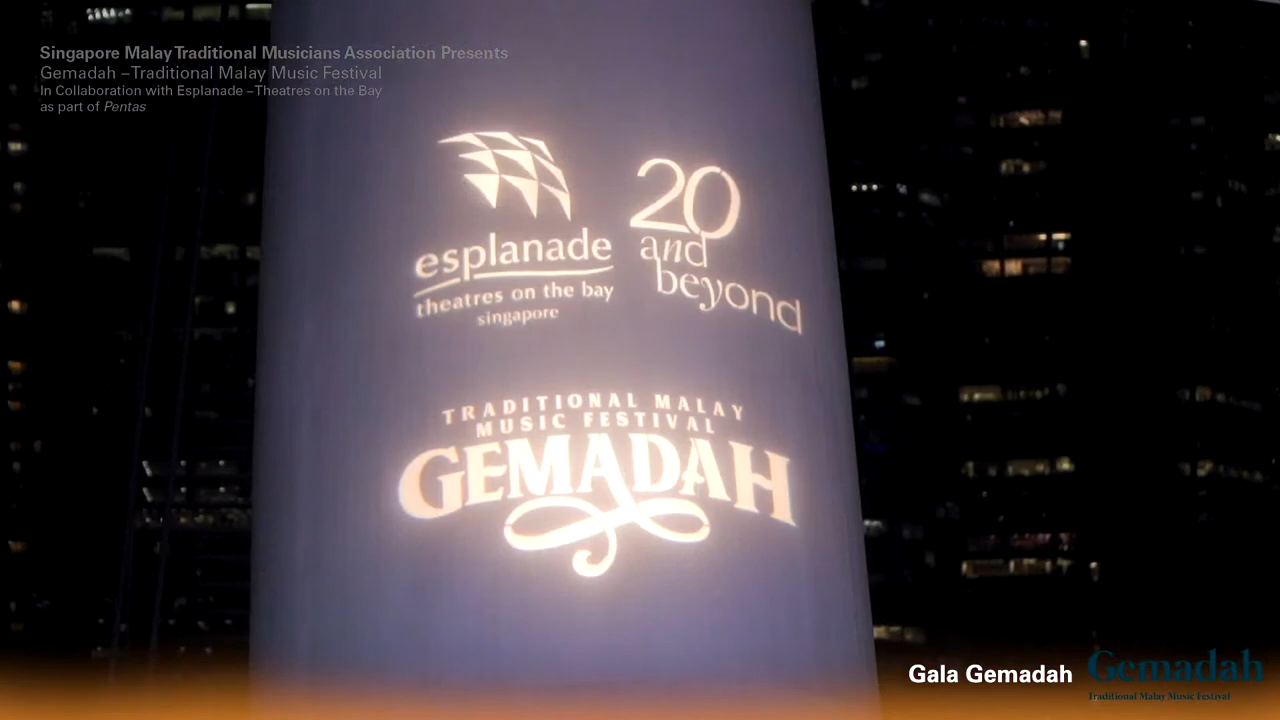 Singapore Malay Traditional Musicians Association Presents
Gemadah – Traditional Malay Music Festival
In Collaboration with Esplanade – Theatres on the Bay
as part of Pentas
esplanade
theatres on the bay
singapore
20
and
beyond
TRADITIONAL MALAY
MUSIC FESTIVAL
GEMADAH
Gala Gemadah
Gemadah
Traditional Malay Music Festival